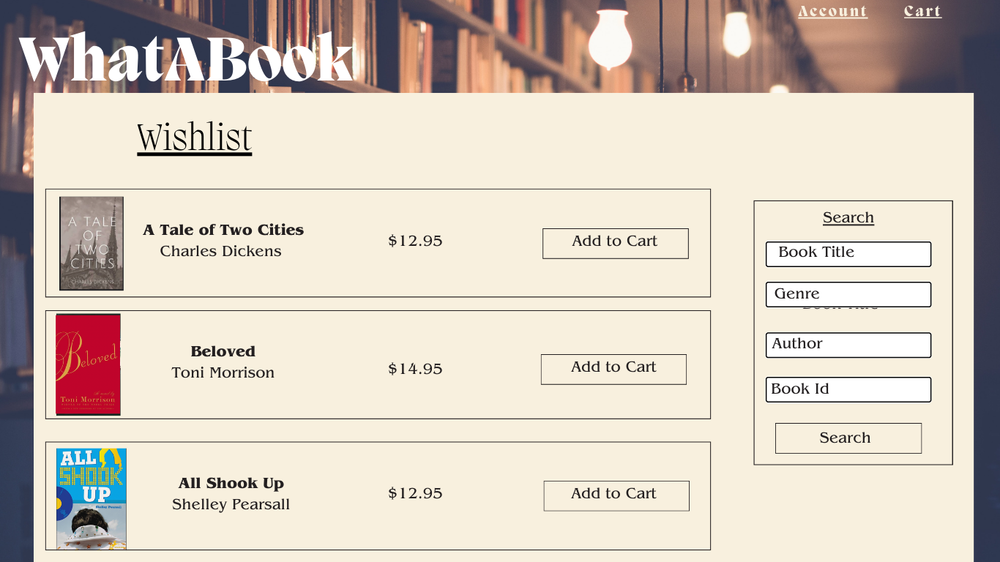 Account Cart
WhatABook
Wishlist
A TALE
OF
TWO
CITIES
CHARLES DICKENS
A Tale of Two Cities
Charles Dickens
$12.95
Add to Cart
Beloved
Toni Morrison
Beloved
Toni Morrison
$14.95
Add to Cart
ALL
SHOOK
UP
Shelley Pearsall
All Shook Up
Shelley Pearsall
$12.95
Add to Cart
Search
Book Title
Genre
Author
Book Id
Search